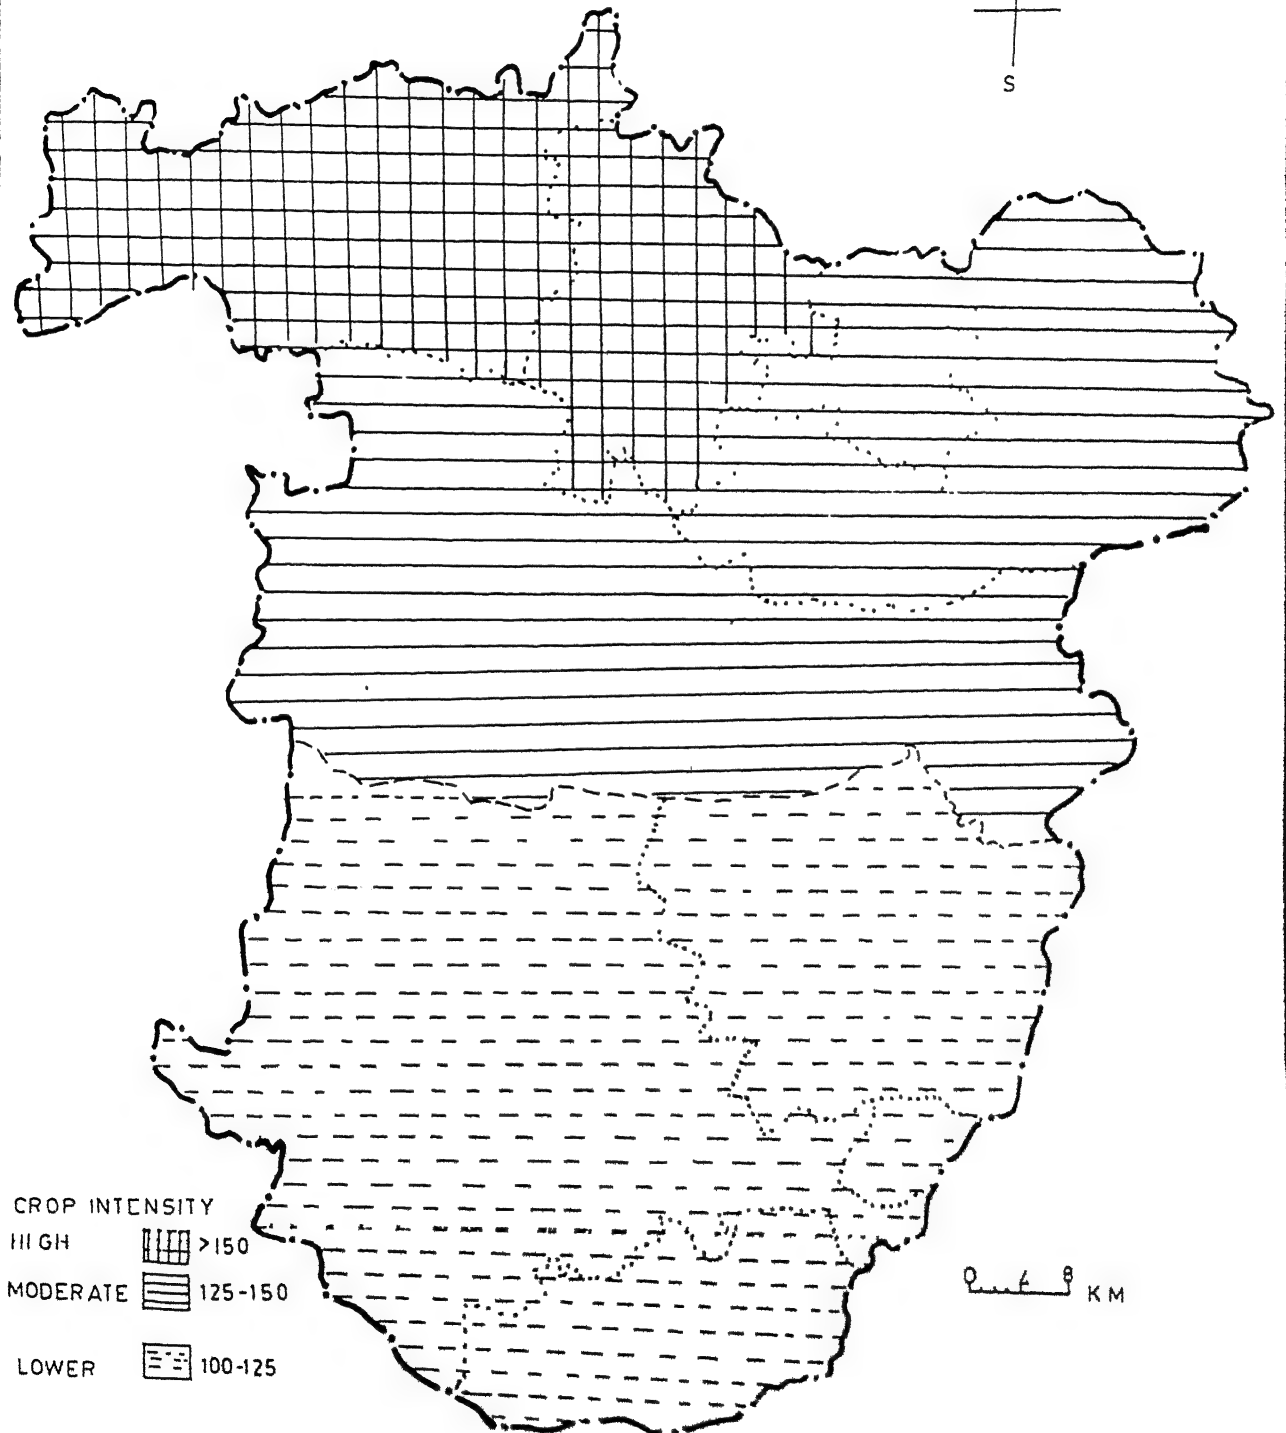 S
CROP INTENSITY
HIGH >150
MODERATE 125-150
LOWER 100-125
0 4 8 KM